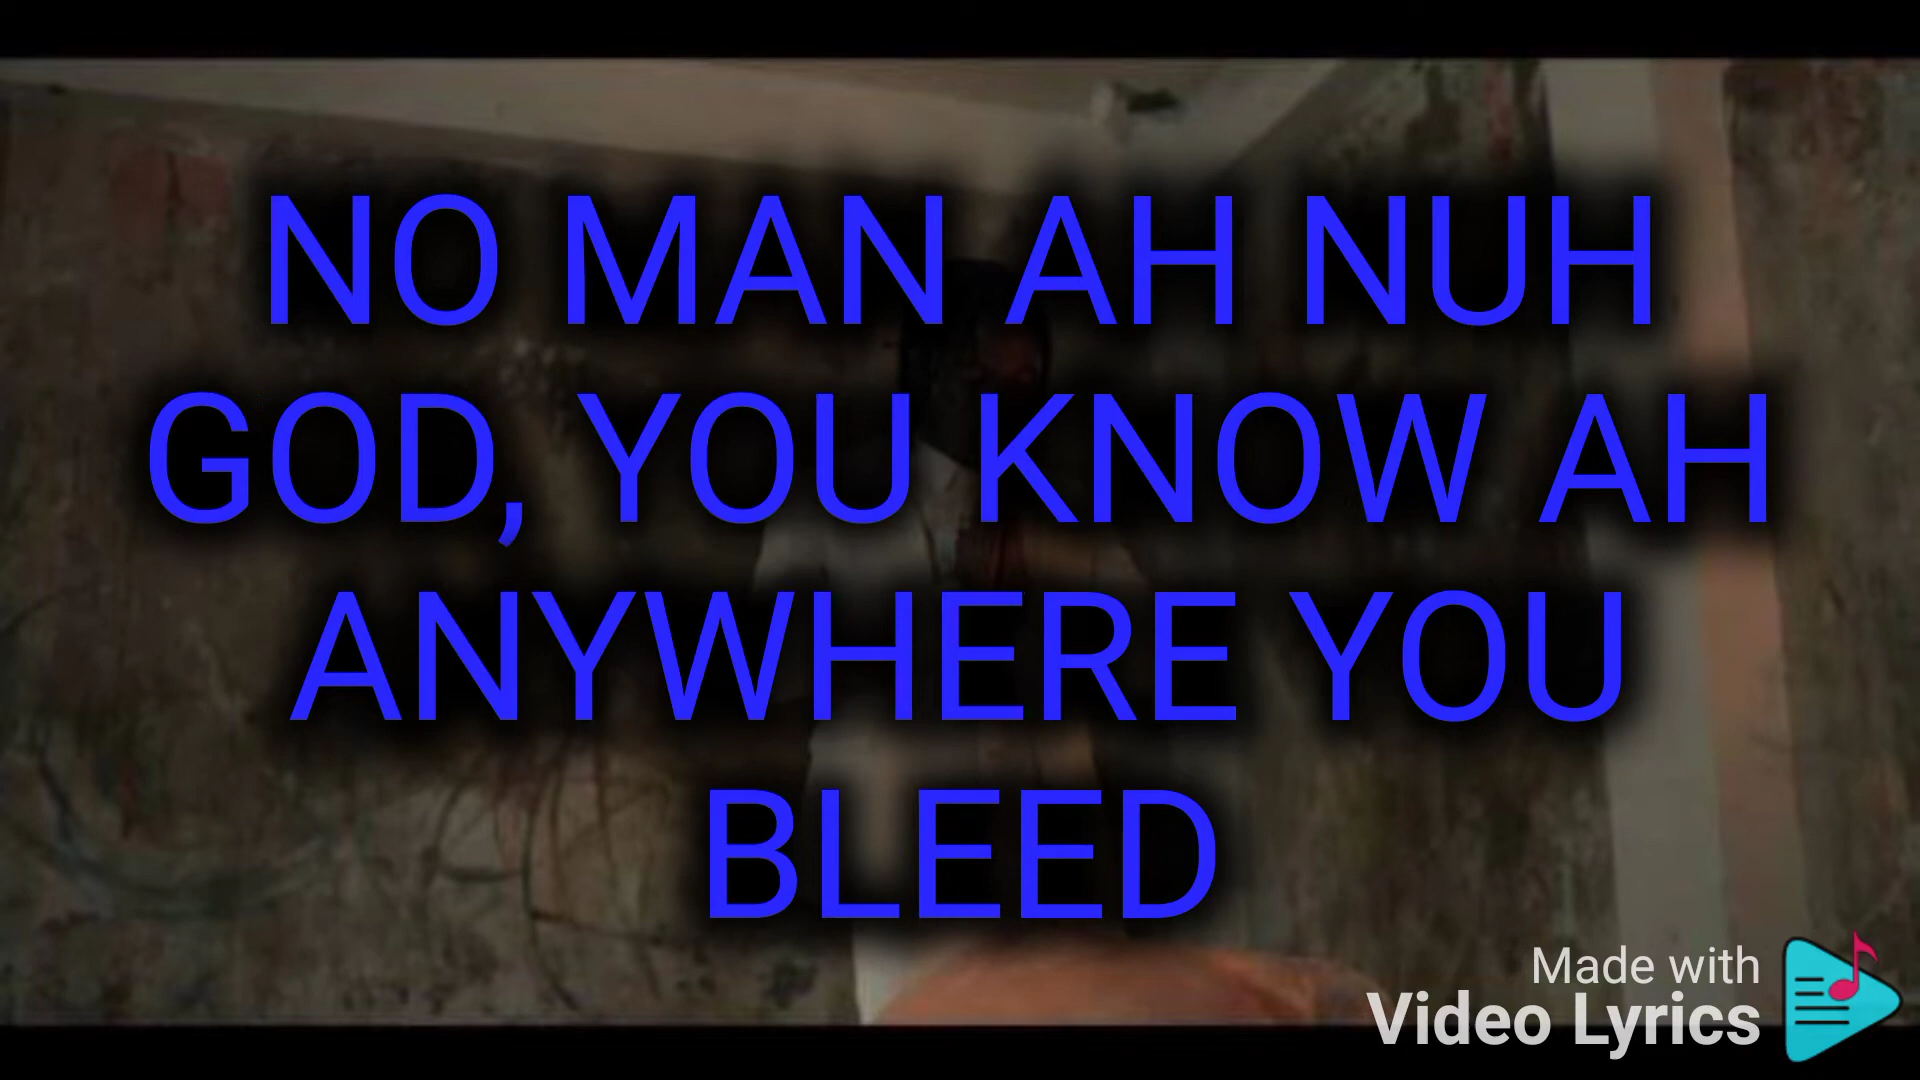 NO MAN AH NUH
GOD, YOU KNOW AH
ANYWHERE YOU
BLEED
Made with
Video Lyrics